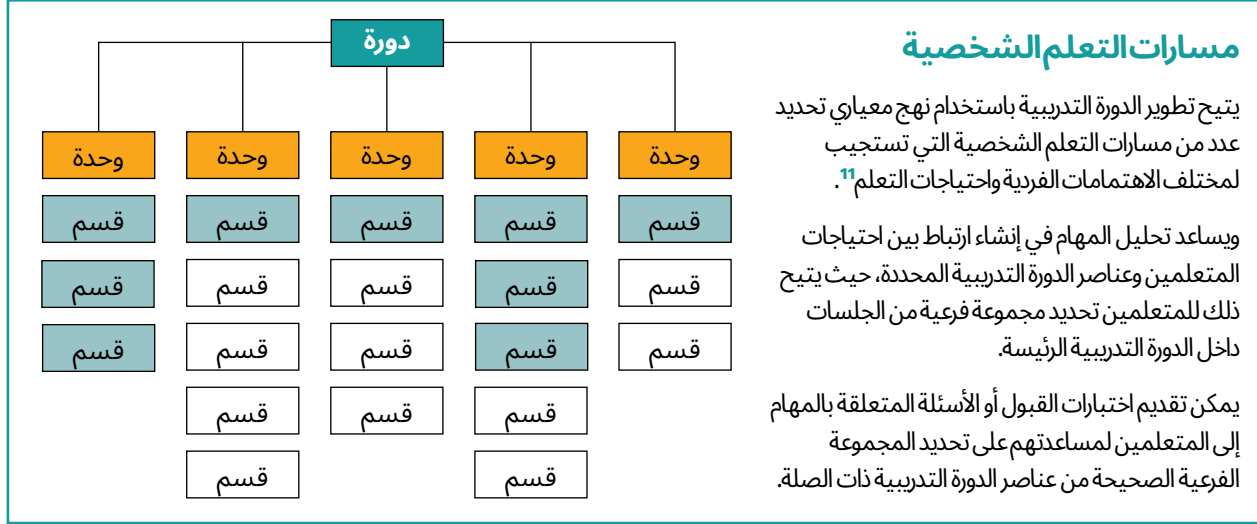 مسارات التعلم الشخصية
يتيح تطوير الدورة التدريبية باستخدام نهج معياري تحديد
عدد من مسارات التعلم الشخصية التي تستجيب
لمختلف الاهتمامات الفردية واحتياجات التعلم11.
ويساعد تحليل المهام في إنشاء ارتباط بين احتياجات
المتعلمين وعناصر الدورة التدريبية المحددة، حيث يتيح
ذلك للمتعلمين تحديد مجموعة فرعية من الجلسات
داخل الدورة التدريبية الرئيسة.
يمكن تقديم اختبارات القبول أو الأسئلة المتعلقة بالمهام
إلى المتعلمين لمساعدتهم على تحديد المجموعة
الفرعية الصحيحة من عناصر الدورة التدريبية ذات الصلة.
دورة
وحدة وحدة وحدة وحدة وحدة
قسم قسم قسم قسم قسم
قسم قسم قسم قسم قسم
قسم قسم قسم قسم قسم
قسم قسم قسم
قسم قسم